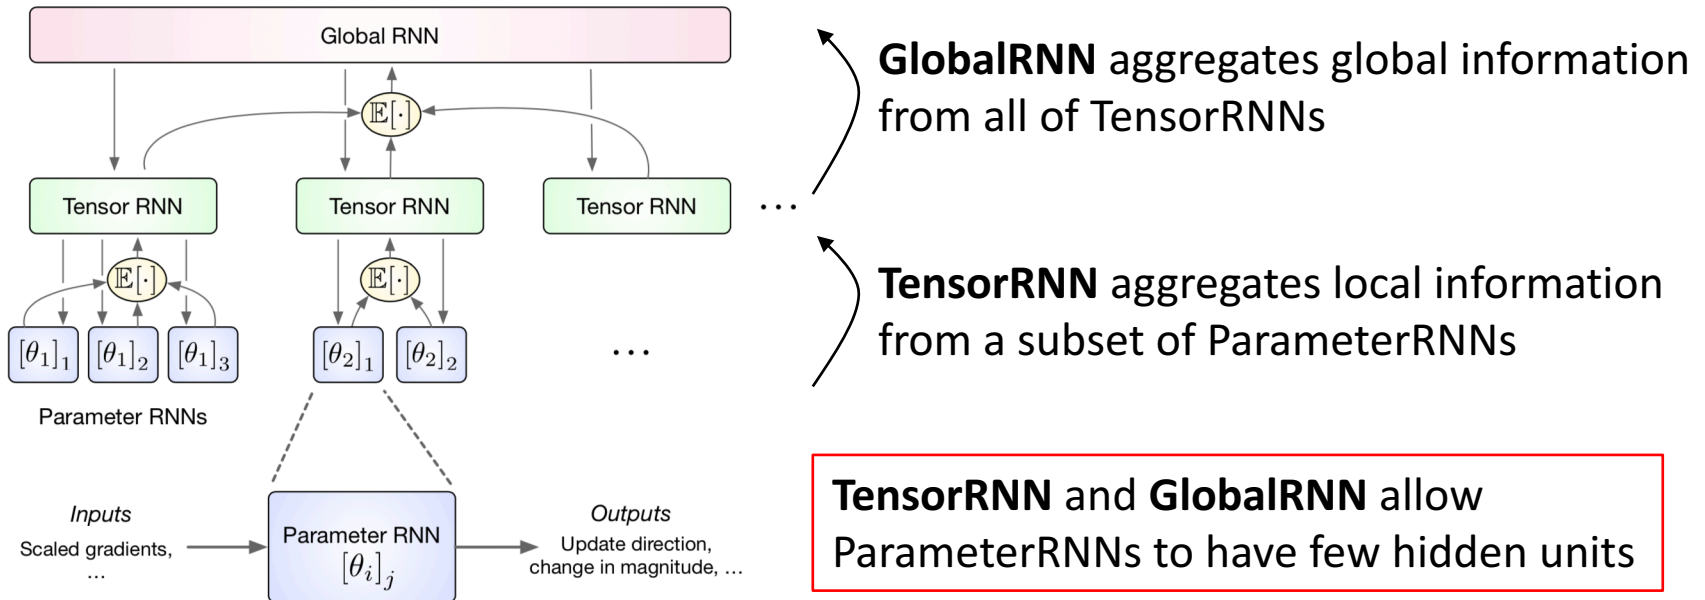 Global RNN
𝔼[·]
Tensor RNN
Tensor RNN
Tensor RNN
...
𝔼[·]
𝔼[·]
[θ₁]₁
[θ₁]₂
[θ₁]₃
[θ₂]₁
[θ₂]₂
...
Parameter RNNs
Inputs
Scaled gradients,
...
Parameter RNN
[θᵢ]ⱼ
Outputs
Update direction,
change in magnitude, ...
GlobalRNN aggregates global information
from all of TensorRNNs
TensorRNN aggregates local information
from a subset of ParameterRNNs
TensorRNN and GlobalRNN allow
ParameterRNNs to have few hidden units